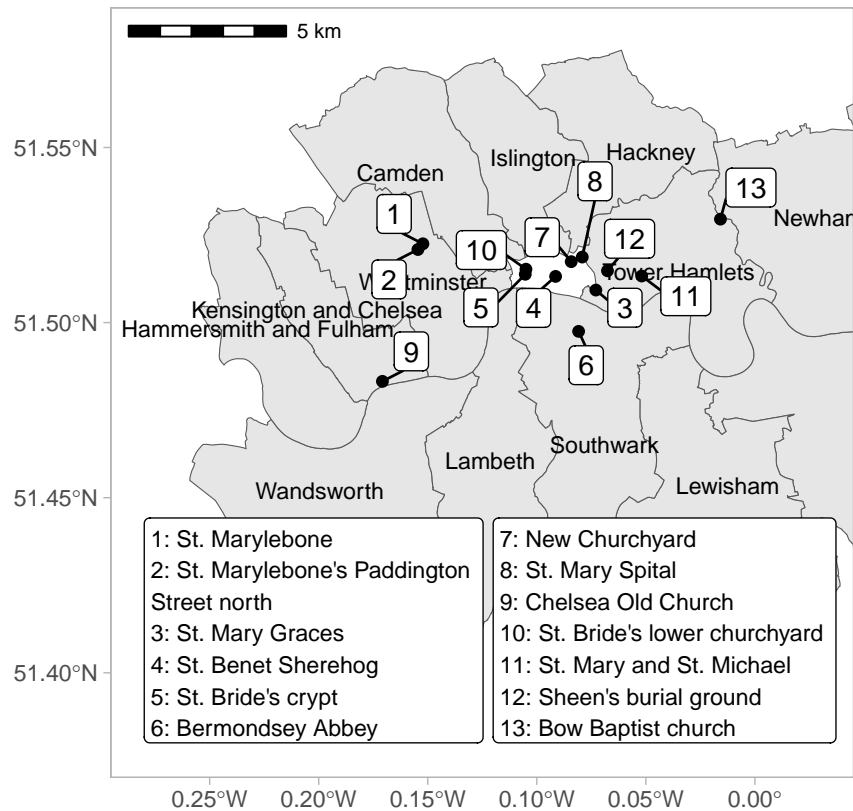 5 km
51.55°N
51.50°N
51.45°N
51.40°N
Camden
Islington
Hackney
Newham
Westminster
Tower Hamlets
Kensington and Chelsea
Hammersmith and Fulham
Wandsworth
Lambeth
Southwark
Lewisham
1
2
3
4
5
6
7
8
9
10
11
12
13
1: St. Marylebone
2: St. Marylebone's Paddington
Street north
3: St. Mary Graces
4: St. Benet Sherehog
5: St. Bride's crypt
6: Bermondsey Abbey
7: New Churchyard
8: St. Mary Spital
9: Chelsea Old Church
10: St. Bride's lower churchyard
11: St. Mary and St. Michael
12: Sheen's burial ground
13: Bow Baptist church
0.25°W
0.20°W
0.15°W
0.10°W
0.05°W
0.00°